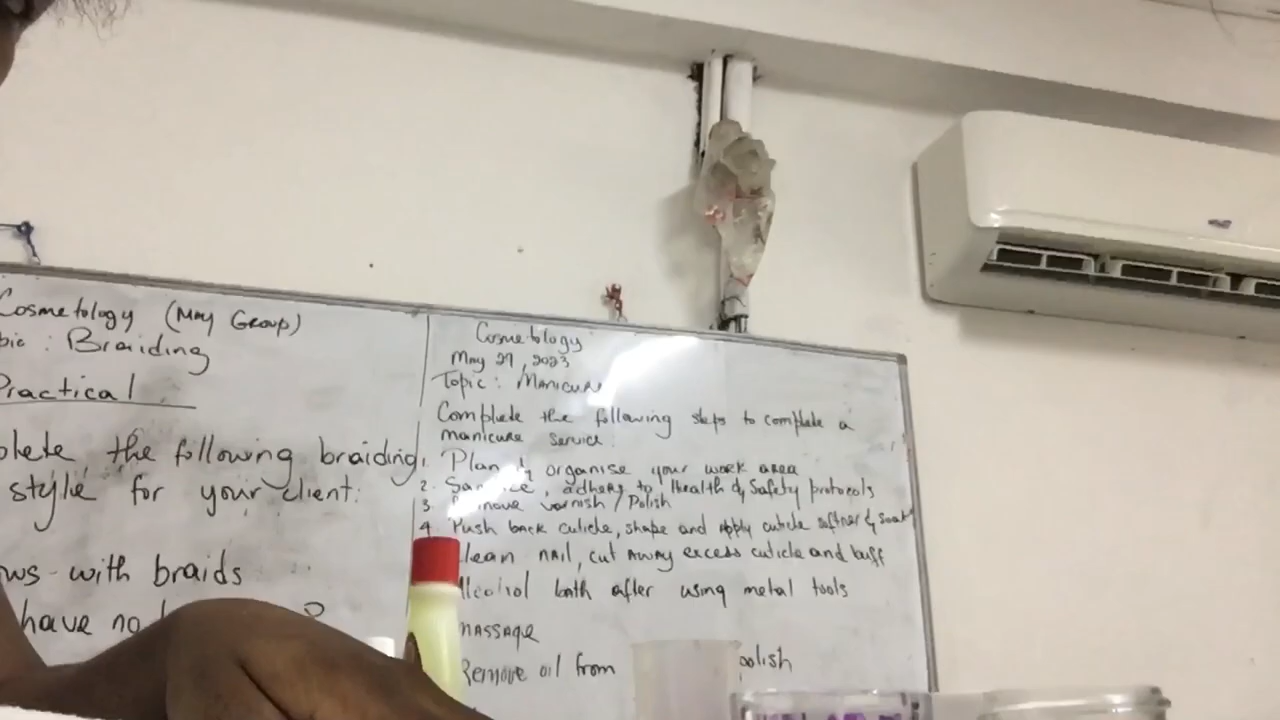 Cosmetology (May Group)
: Braiding
Practical
the following braiding
style for your client.
with braids
have no
Cosmetology
May 29, 2023
Topic: Manicure
Complete the following steps to complete a
manicure service.
1. Plan & organise your work area
2. adhere to Health & Safety protocols
3. Remove varnish / Polish
4. Push back cuticle, shape and apply cuticle softner & soak
clean nail, cut away excess cuticle and buff
Alcohol bath after using metal tools
massage
Remove oil from polish